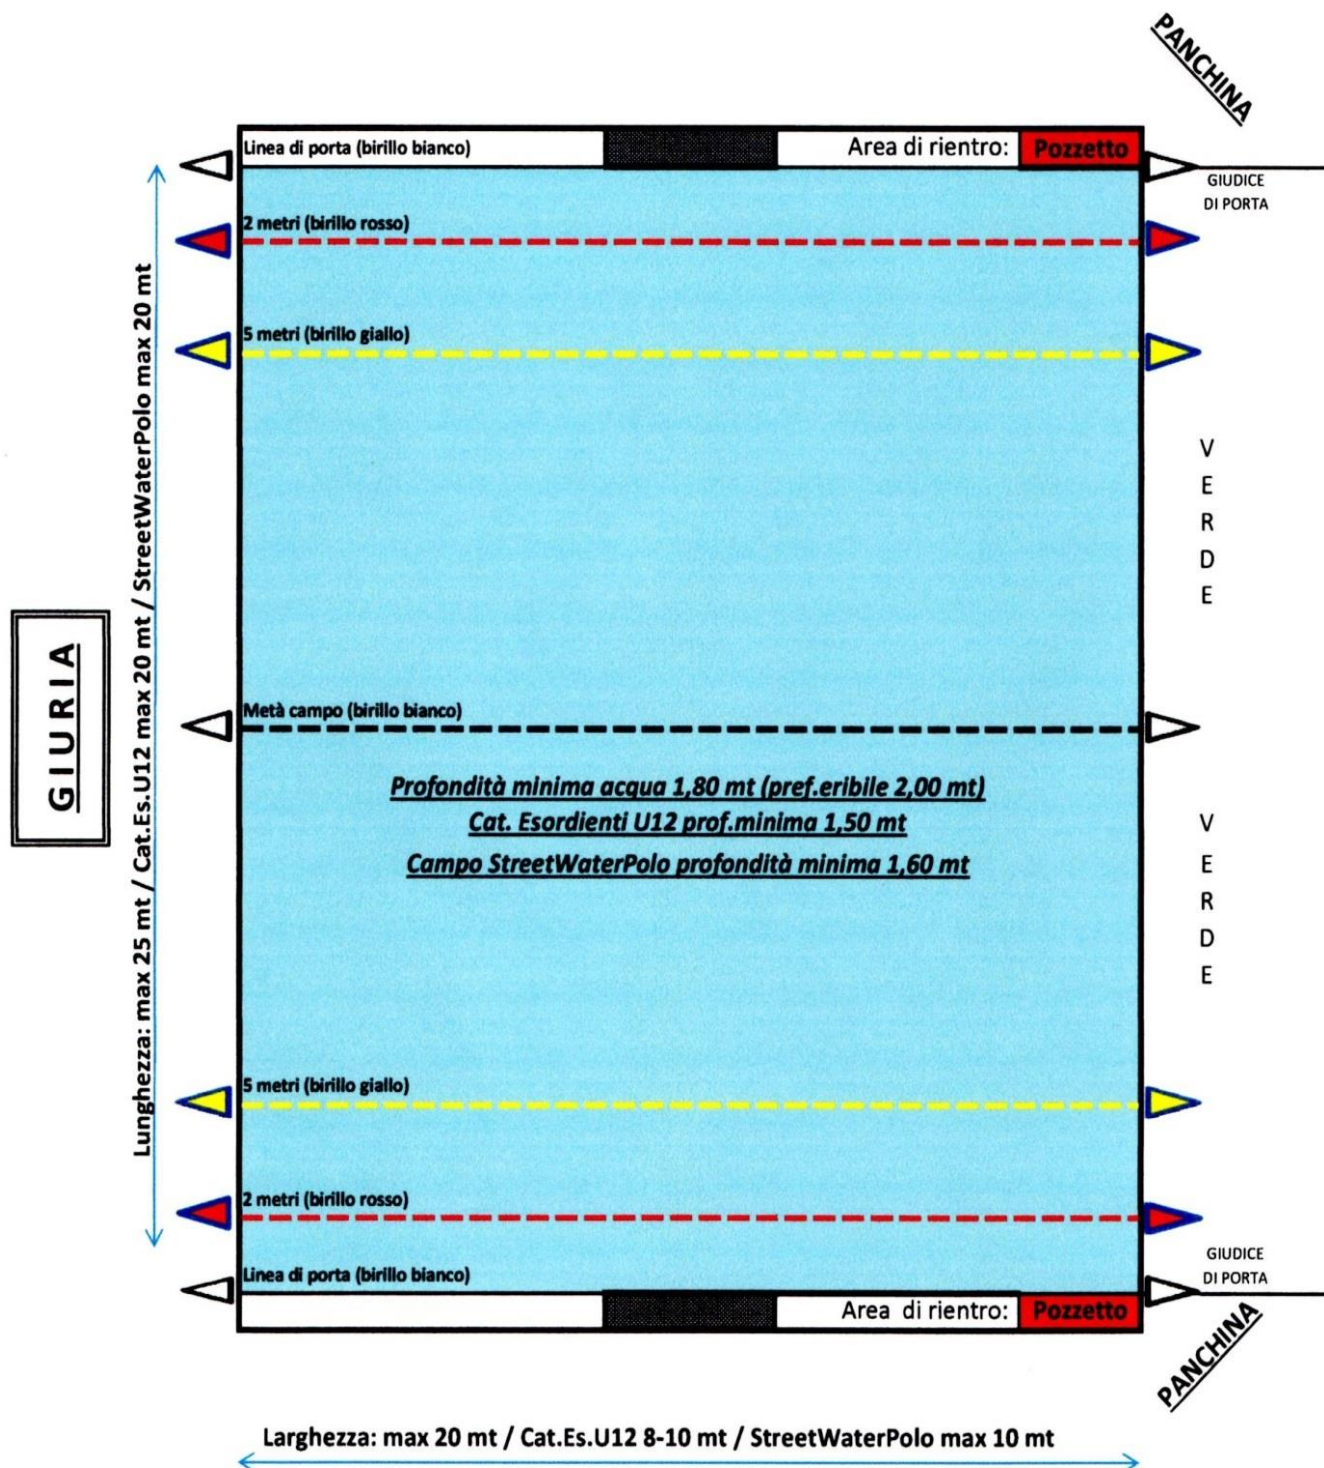 PANCHINA
Linea di porta (birillo bianco)
Area di rientro:
Pozzetto
GIUDICE
DI PORTA
2 metri (birillo rosso)
5 metri (birillo giallo)
VERDE
Lunghezza: max 25 mt / Cat.Es.U12 max 20 mt / StreetWaterPolo max 20 mt
GIURIA
Metà campo (birillo bianco)
Profondità minima acqua 1,80 mt (pref.eribile 2,00 mt)
Cat. Esordienti U12 prof.minima 1,50 mt
Campo StreetWaterPolo profondità minima 1,60 mt
VERDE
5 metri (birillo giallo)
2 metri (birillo rosso)
GIUDICE
DI PORTA
Linea di porta (birillo bianco)
Area di rientro:
Pozzetto
PANCHINA
Larghezza: max 20 mt / Cat.Es.U12 8-10 mt / StreetWaterPolo max 10 mt